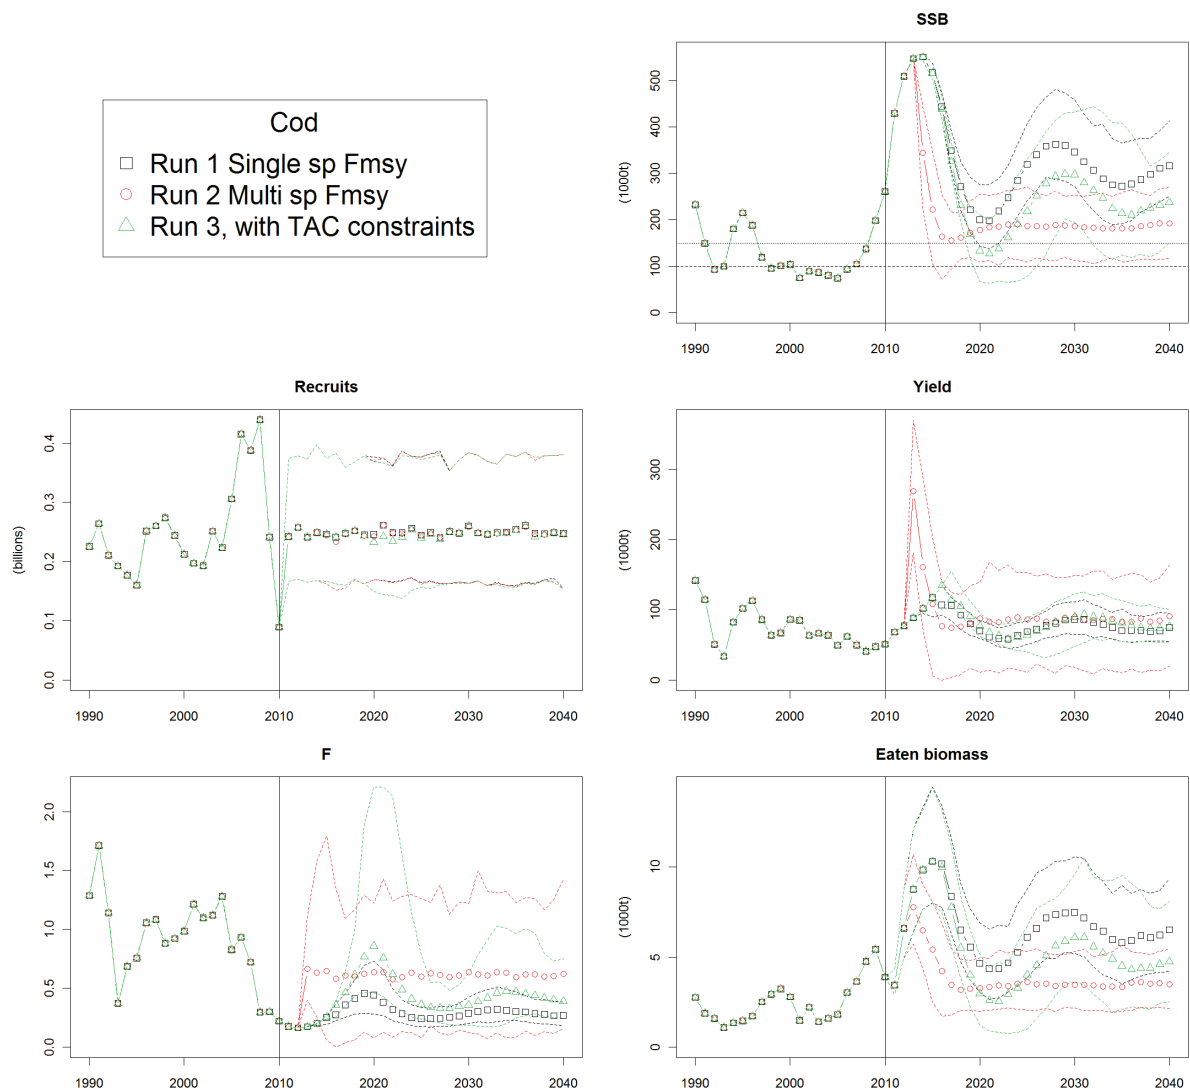 SSB
Cod
Run 1 Single sp Fmsy
Run 2 Multi sp Fmsy
Run 3, with TAC constraints
(1000t)
0 100 200 300 400 500
1990 2000 2010 2020 2030 2040
Recruits
(billions)
0.0 0.1 0.2 0.3 0.4
1990 2000 2010 2020 2030 2040
Yield
(1000t)
0 100 200 300
1990 2000 2010 2020 2030 2040
F
0.0 0.5 1.0 1.5 2.0
1990 2000 2010 2020 2030 2040
Eaten biomass
(1000t)
0 5 10
1990 2000 2010 2020 2030 2040